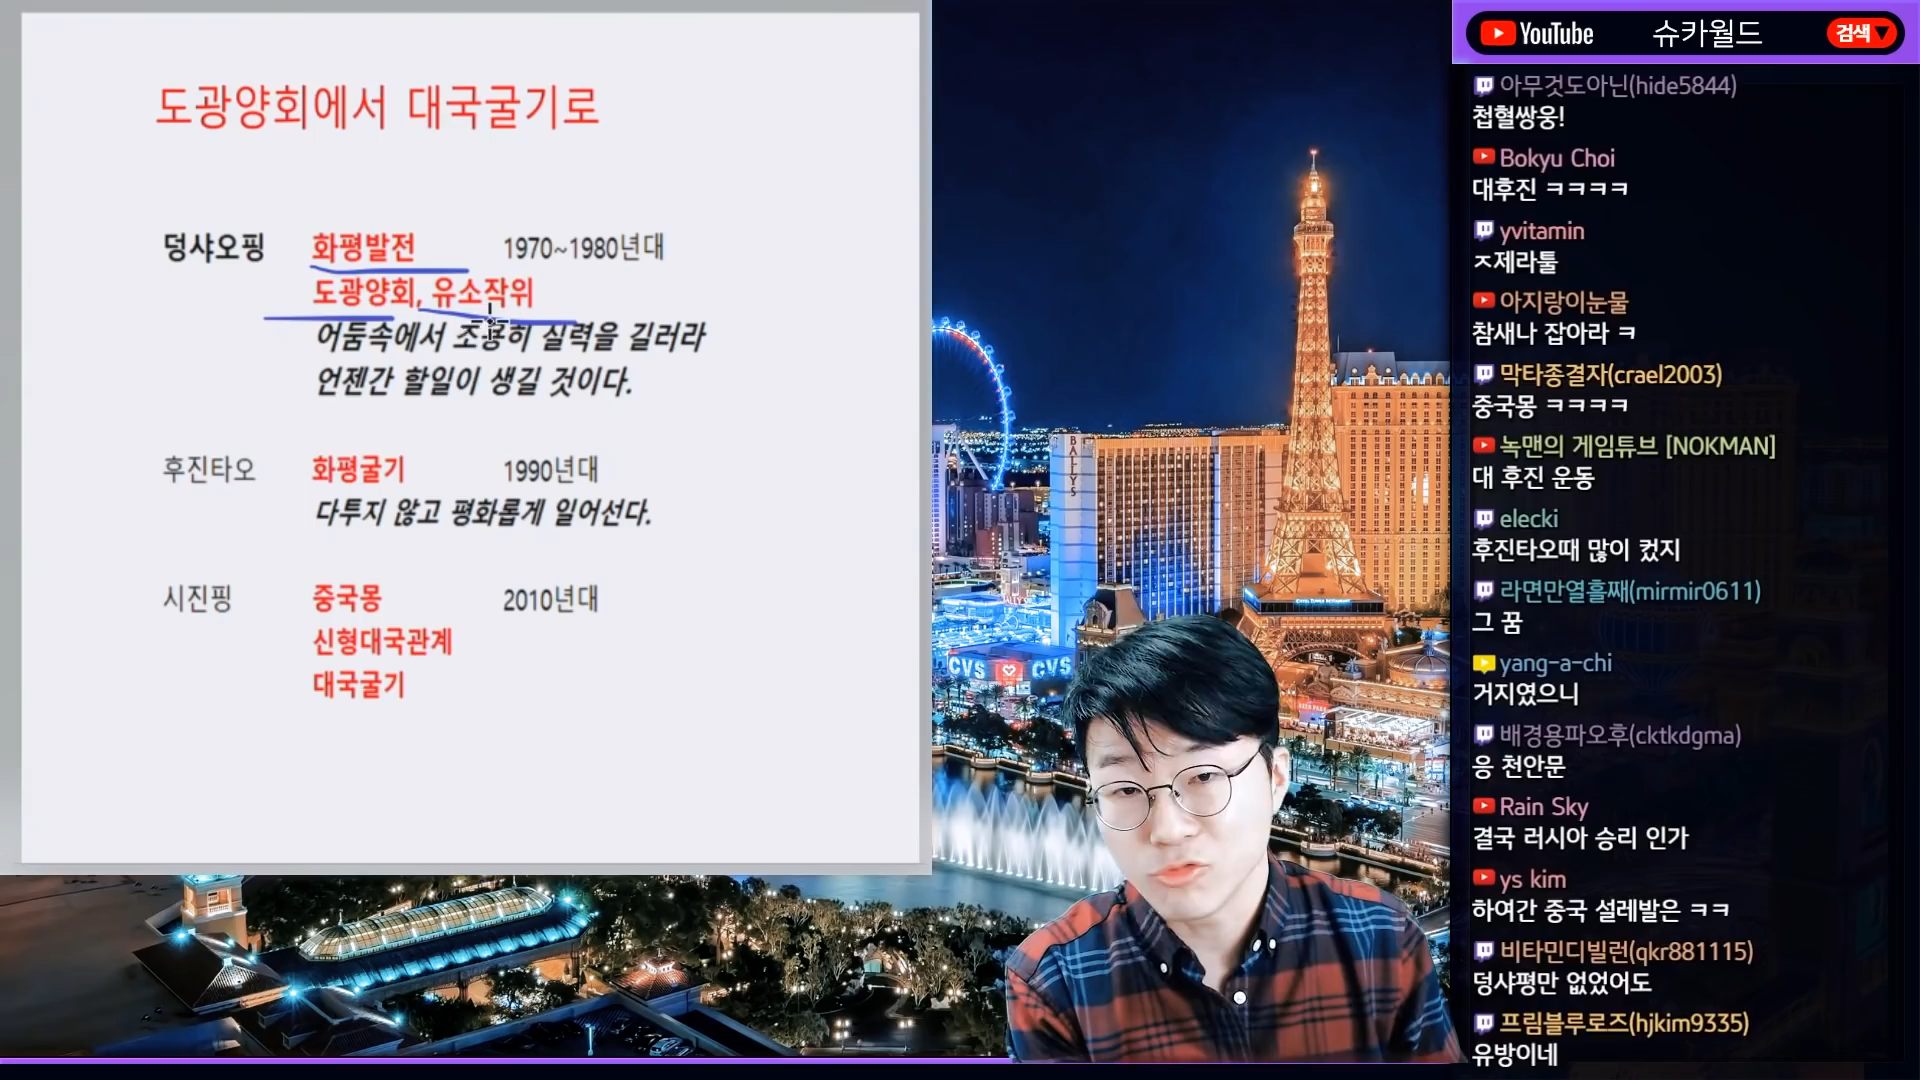 도광양회에서 대국굴기로
덩샤오핑 화평발전 1970~1980년대
도광양회, 유소작위
어둠속에서 조용히 실력을 길러라
언젠간 할일이 생길 것이다.
후진타오 화평굴기 1990년대
다투지 않고 평화롭게 일어선다.
시진핑 중국몽 2010년대
신형대국관계
대국굴기
BALLYS
CVS CVS
YouTube 슈카월드 검색▼
아무것도아닌(hide5844)
첩혈쌍웅!
Bokyu Choi
대후진 ㅋㅋㅋㅋ
yvitamin
ㅈ제라툴
아지랑이눈물
참새나 잡아라 ㅋ
막타종결자(crael2003)
중국몽 ㅋㅋㅋㅋ
녹맨의 게임튜브 [NOKMAN]
대 후진 운동
elecki
후진타오때 많이 컸지
라면만열흘째(mirmir0611)
그 꿈
yang-a-chi
거지였으니
배경용파오후(cktkdgma)
응 천안문
Rain Sky
결국 러시아 승리 인가
ys kim
하여간 중국 설레발은 ㅋㅋ
비타민디빌런(qkr881115)
덩샤평만 없었어도
프림블루로즈(hjkim9335)
유방이네